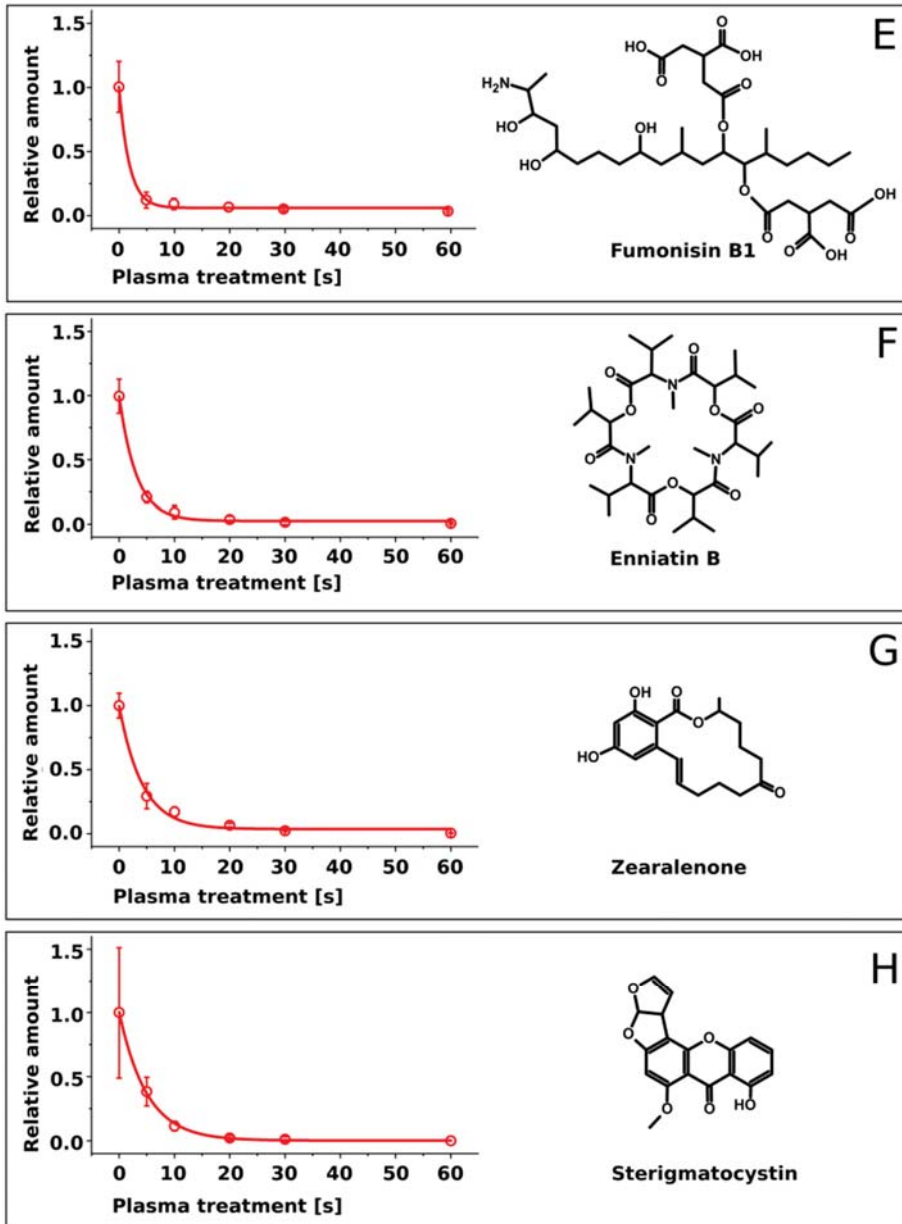 E
1.5
1.0
0.5
0.0
Relative amount
0 10 20 30 40 50 60
Plasma treatment [s]
H₂N
HO
HO
OH
HO
O
O
OH
O
O
O
O
O
OH
O
OH
O
Fumonisin B1
F
1.5
1.0
0.5
0.0
Relative amount
0 10 20 30 40 50 60
Plasma treatment [s]
O
N
O
O
O
O
O
N
N
O
O
O
O
O
Enniatin B
G
1.5
1.0
0.5
0.0
Relative amount
0 10 20 30 40 50 60
Plasma treatment [s]
OH
O
O
HO
O
Zearalenone
H
1.5
1.0
0.5
0.0
Relative amount
0 10 20 30 40 50 60
Plasma treatment [s]
O
O
O
O
O
HO
Sterigmatocystin